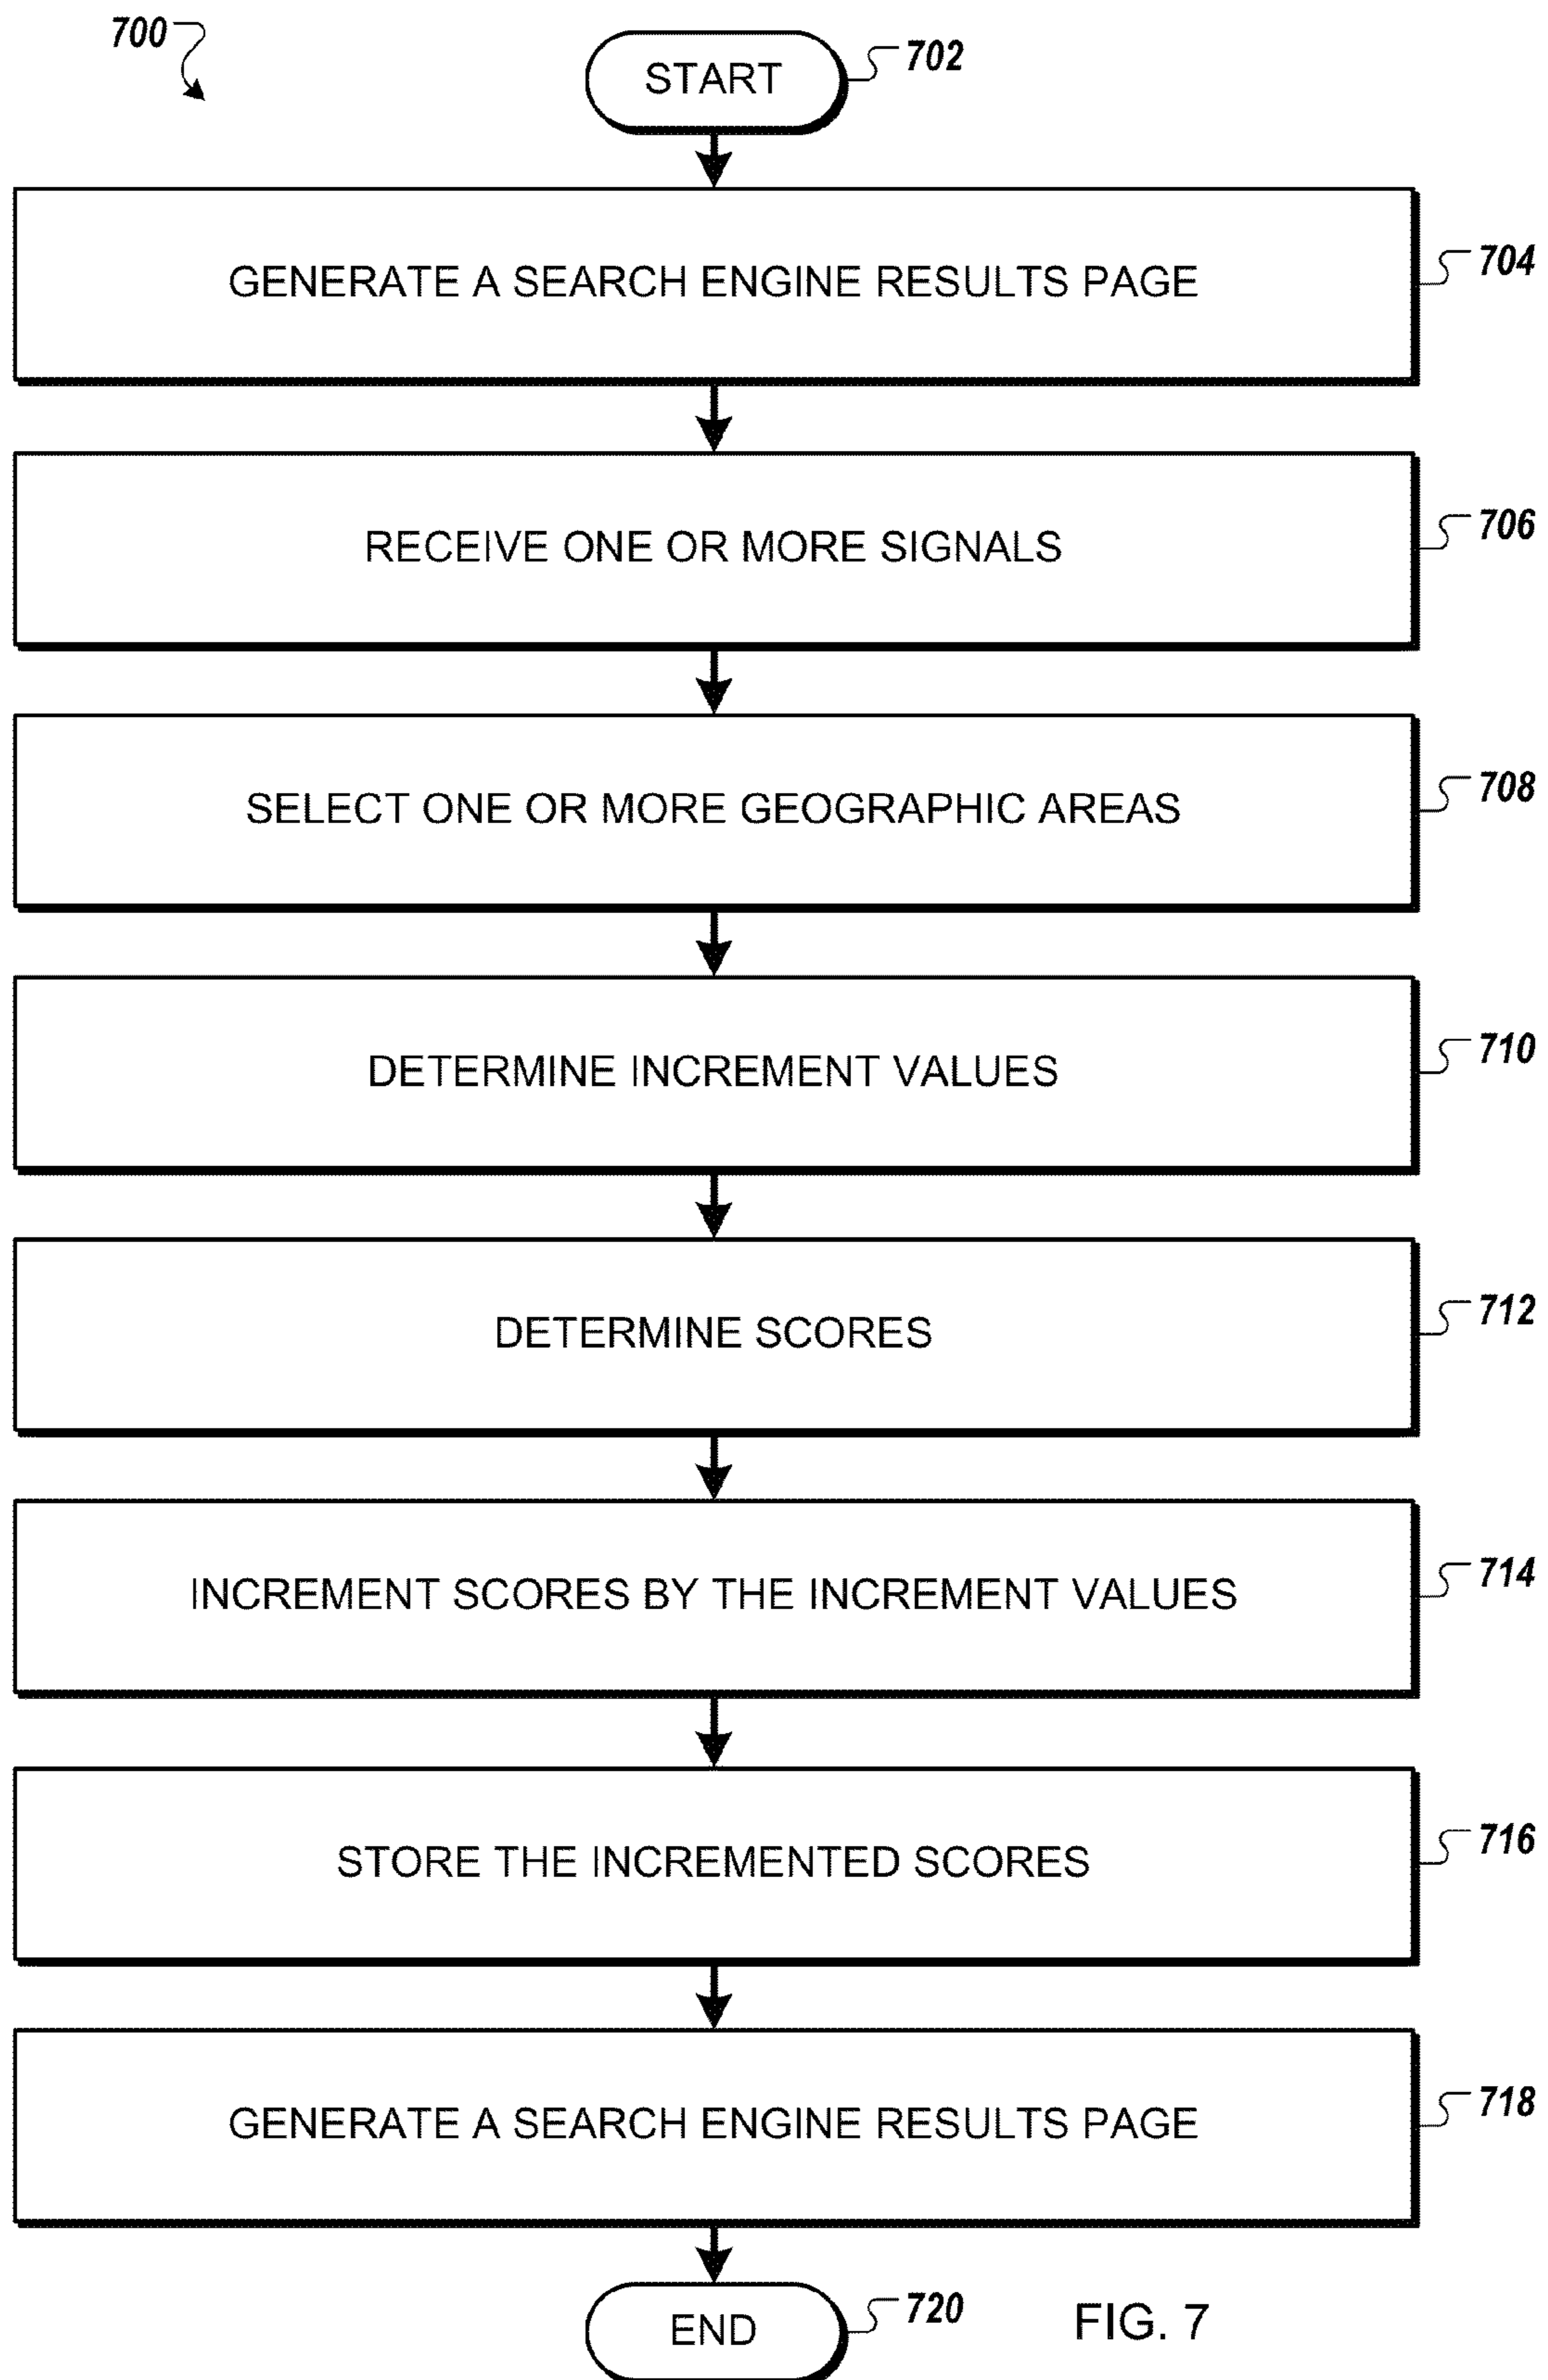 700
START
702
GENERATE A SEARCH ENGINE RESULTS PAGE
704
RECEIVE ONE OR MORE SIGNALS
706
SELECT ONE OR MORE GEOGRAPHIC AREAS
708
DETERMINE INCREMENT VALUES
710
DETERMINE SCORES
712
INCREMENT SCORES BY THE INCREMENT VALUES
714
STORE THE INCREMENTED SCORES
716
GENERATE A SEARCH ENGINE RESULTS PAGE
718
END
720
FIG. 7